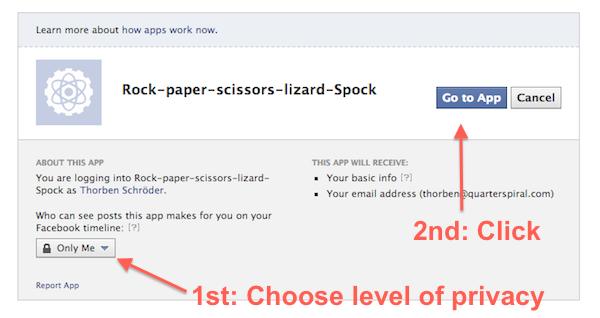 Learn more about how apps work now.
Rock-paper-scissors-lizard-Spock
Go to App
Cancel
ABOUT THIS APP
You are logging into Rock-paper-scissors-lizard-
Spock as Thorben Schröder.
Who can see posts this app makes for you on your
Facebook timeline: [?]
Only Me
Report App
THIS APP WILL RECEIVE:
▪ Your basic info [?]
▪ Your email address (thorben@quarterspiral.com)
2nd: Click
1st: Choose level of privacy